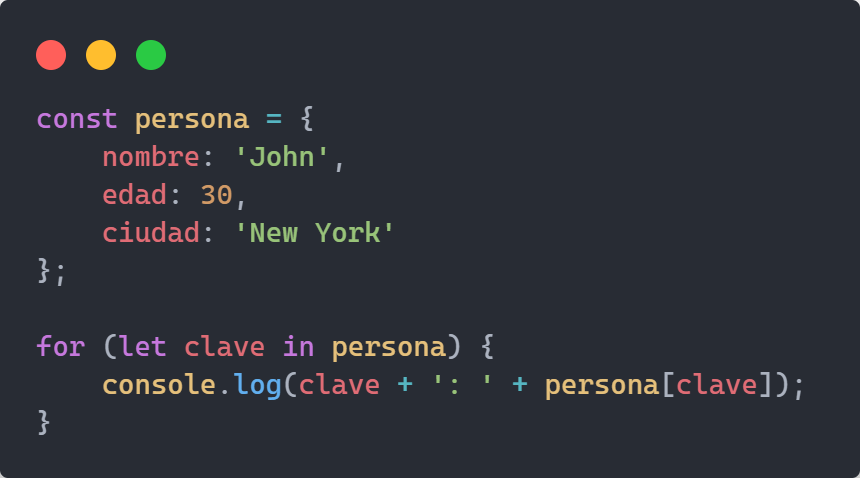 const persona = {
    nombre: 'John',
    edad: 30,
    ciudad: 'New York'
};

for (let clave in persona) {
    console.log(clave + ': ' + persona[clave]);
}